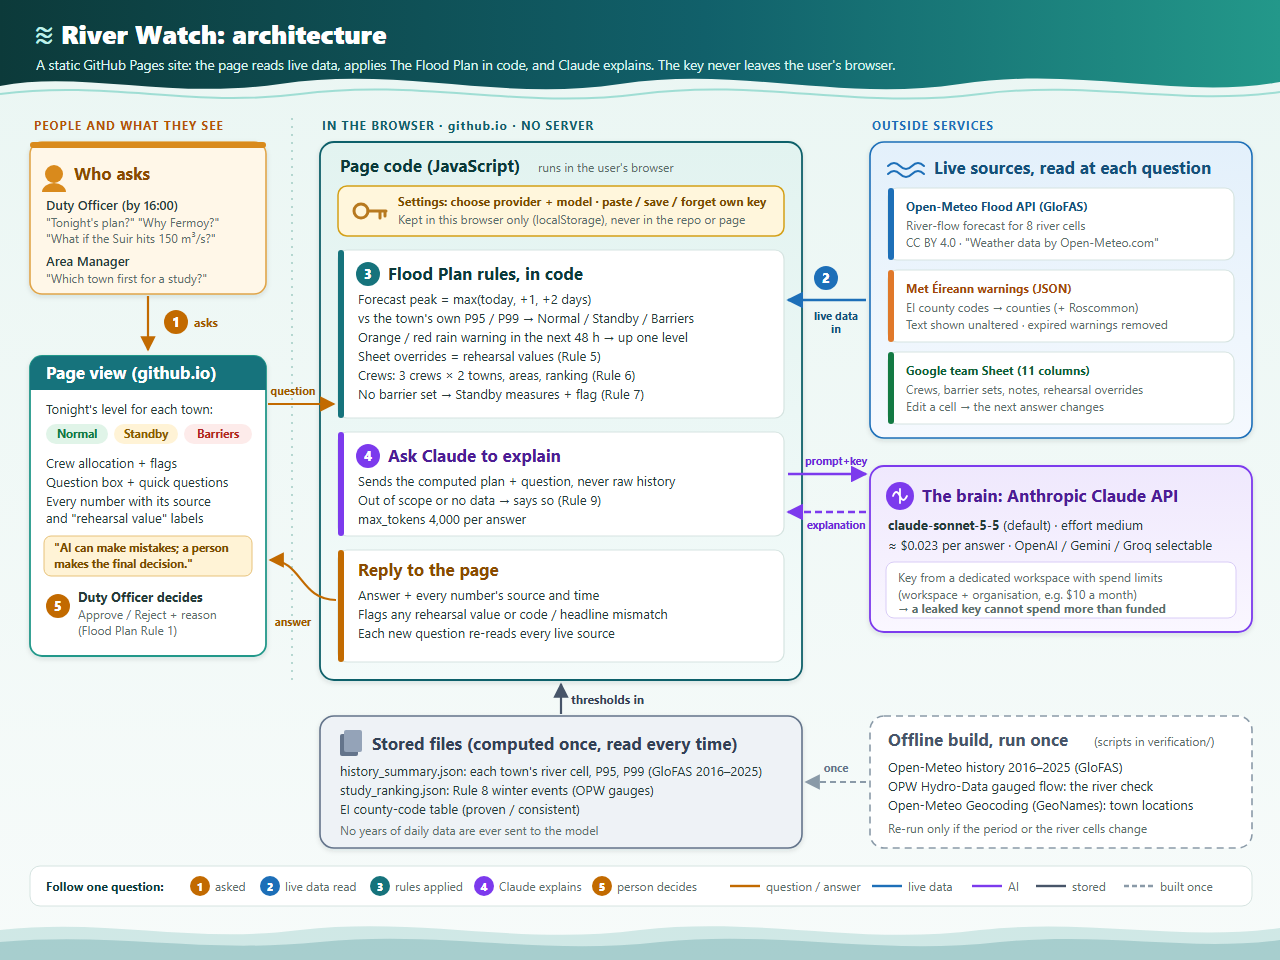 ≋ River Watch: architecture
A static GitHub Pages site: the page reads live data, applies The Flood Plan in code, and Claude explains. The key never leaves the user's browser.
PEOPLE AND WHAT THEY SEE
Who asks
Duty Officer (by 16:00)
"Tonight's plan?" "Why Fermoy?"
"What if the Suir hits 150 m³/s?"
Area Manager
"Which town first for a study?"
1 asks
Page view (github.io)
Tonight's level for each town:
Normal Standby Barriers
Crew allocation + flags
Question box + quick questions
Every number with its source
and "rehearsal value" labels
"AI can make mistakes; a person
makes the final decision."
5 Duty Officer decides
Approve / Reject + reason
(Flood Plan Rule 1)
question
answer
IN THE BROWSER · github.io · NO SERVER
Page code (JavaScript) runs in the user's browser
Settings: choose provider + model · paste / save / forget own key
Kept in this browser only (localStorage), never in the repo or page
3 Flood Plan rules, in code
Forecast peak = max(today, +1, +2 days)
vs the town's own P95 / P99 → Normal / Standby / Barriers
Orange / red rain warning in the next 48 h → up one level
Sheet overrides = rehearsal values (Rule 5)
Crews: 3 crews × 2 towns, areas, ranking (Rule 6)
No barrier set → Standby measures + flag (Rule 7)
4 Ask Claude to explain
Sends the computed plan + question, never raw history
Out of scope or no data → says so (Rule 9)
max_tokens 4,000 per answer
Reply to the page
Answer + every number's source and time
Flags any rehearsal value or code / headline mismatch
Each new question re-reads every live source
2
live data
in
prompt+key
explanation
OUTSIDE SERVICES
Live sources, read at each question
Open-Meteo Flood API (GloFAS)
River-flow forecast for 8 river cells
CC BY 4.0 · "Weather data by Open-Meteo.com"
Met Éireann warnings (JSON)
EI county codes → counties (+ Roscommon)
Text shown unaltered · expired warnings removed
Google team Sheet (11 columns)
Crews, barrier sets, notes, rehearsal overrides
Edit a cell → the next answer changes
The brain: Anthropic Claude API
claude-sonnet-5-5 (default) · effort medium
≈ $0.023 per answer · OpenAI / Gemini / Groq selectable
Key from a dedicated workspace with spend limits
(workspace + organisation, e.g. $10 a month)
→ a leaked key cannot spend more than funded
thresholds in
Stored files (computed once, read every time)
history_summary.json: each town's river cell, P95, P99 (GloFAS 2016–2025)
study_ranking.json: Rule 8 winter events (OPW gauges)
EI county-code table (proven / consistent)
No years of daily data are ever sent to the model
once
Offline build, run once (scripts in verification/)
Open-Meteo history 2016–2025 (GloFAS)
OPW Hydro-Data gauged flow: the river check
Open-Meteo Geocoding (GeoNames): town locations
Re-run only if the period or the river cells change
Follow one question: 1 asked 2 live data read 3 rules applied 4 Claude explains 5 person decides question / answer live data AI stored built once